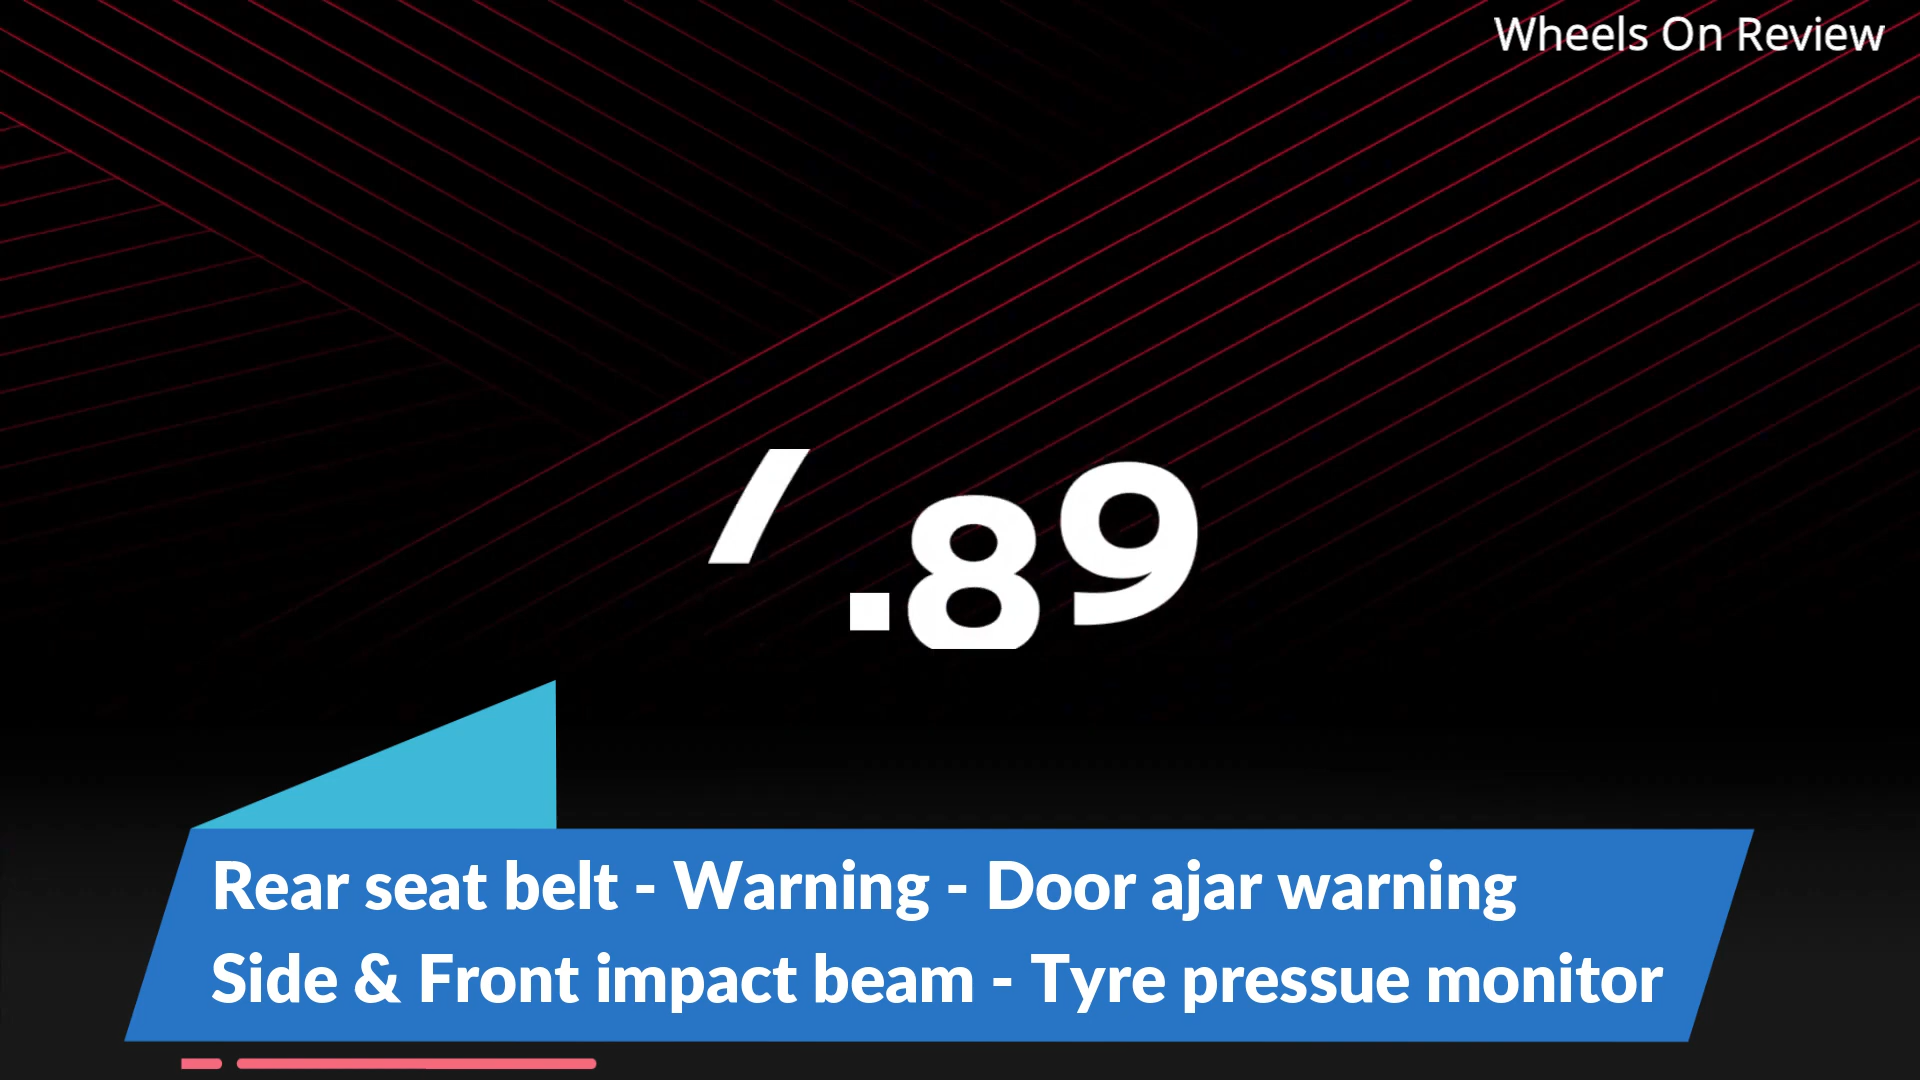 Wheels On Review
.89
Rear seat belt - Warning - Door ajar warning
Side & Front impact beam - Tyre pressue monitor